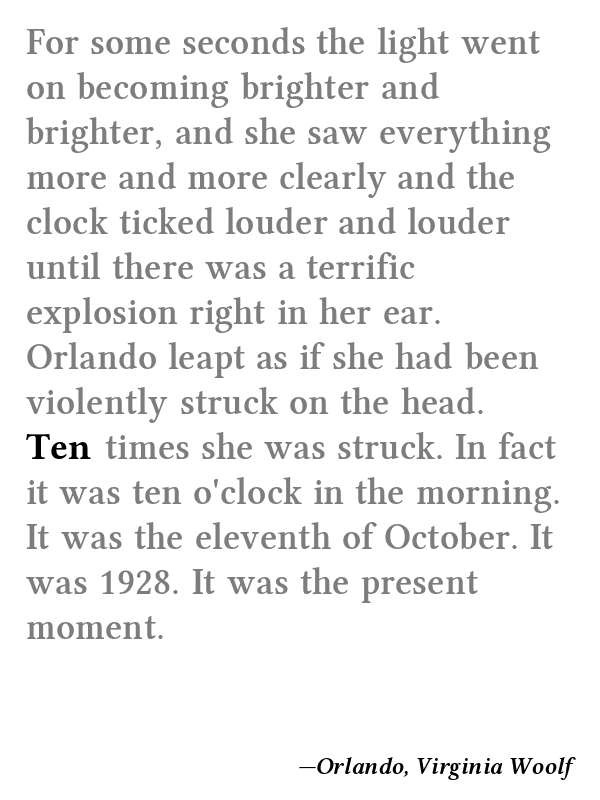 For some seconds the light went
on becoming brighter and
brighter, and she saw everything
more and more clearly and the
clock ticked louder and louder
until there was a terrific
explosion right in her ear.
Orlando leapt as if she had been
violently struck on the head.
Ten times she was struck. In fact
it was ten o'clock in the morning.
It was the eleventh of October. It
was 1928. It was the present
moment.
—Orlando, Virginia Woolf